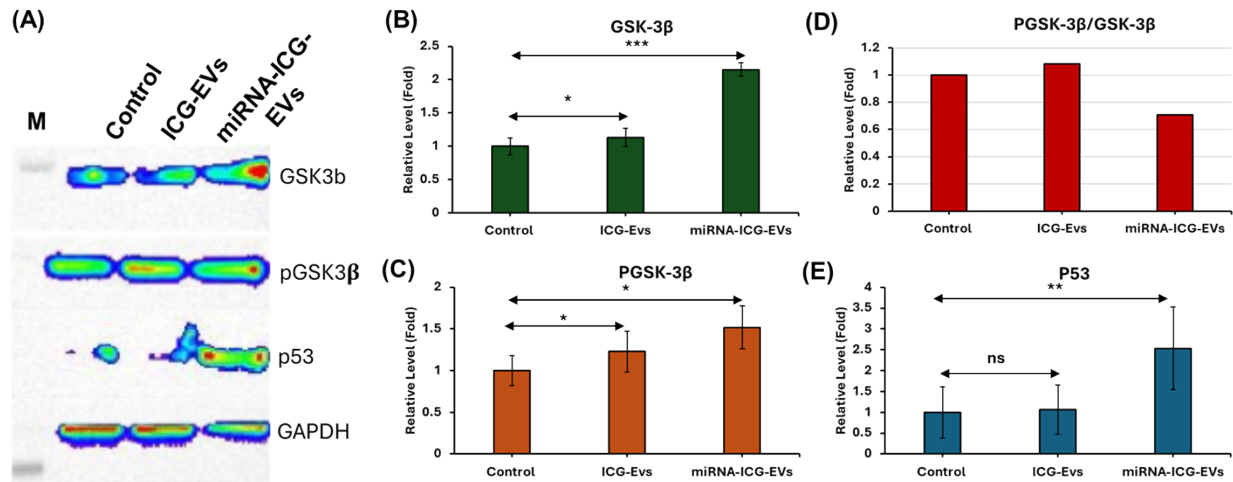 (A)
M
Control
ICG-EVs
miRNA-ICG-
EVs
GSK3b
pGSK3β
p53
GAPDH
(B)
GSK-3β
***
*
Relative Level (Fold)
2.5
2
1.5
1
0.5
0
Control
ICG-Evs
miRNA-ICG-EVs
(C)
PGSK-3β
*
*
Relative Level (Fold)
2
1.5
1
0.5
0
Control
ICG-EVs
miRNA-ICG-EVs
(D)
PGSK-3β/GSK-3β
Relative Level (Fold)
1.2
1
0.8
0.6
0.4
0.2
0
Control
ICG-EVs
miRNA-ICG-EVs
(E)
P53
**
ns
Relative Level (Fold)
4
3.5
3
2.5
2
1.5
1
0.5
0
Control
ICG-Evs
miRNA-ICG-EVs